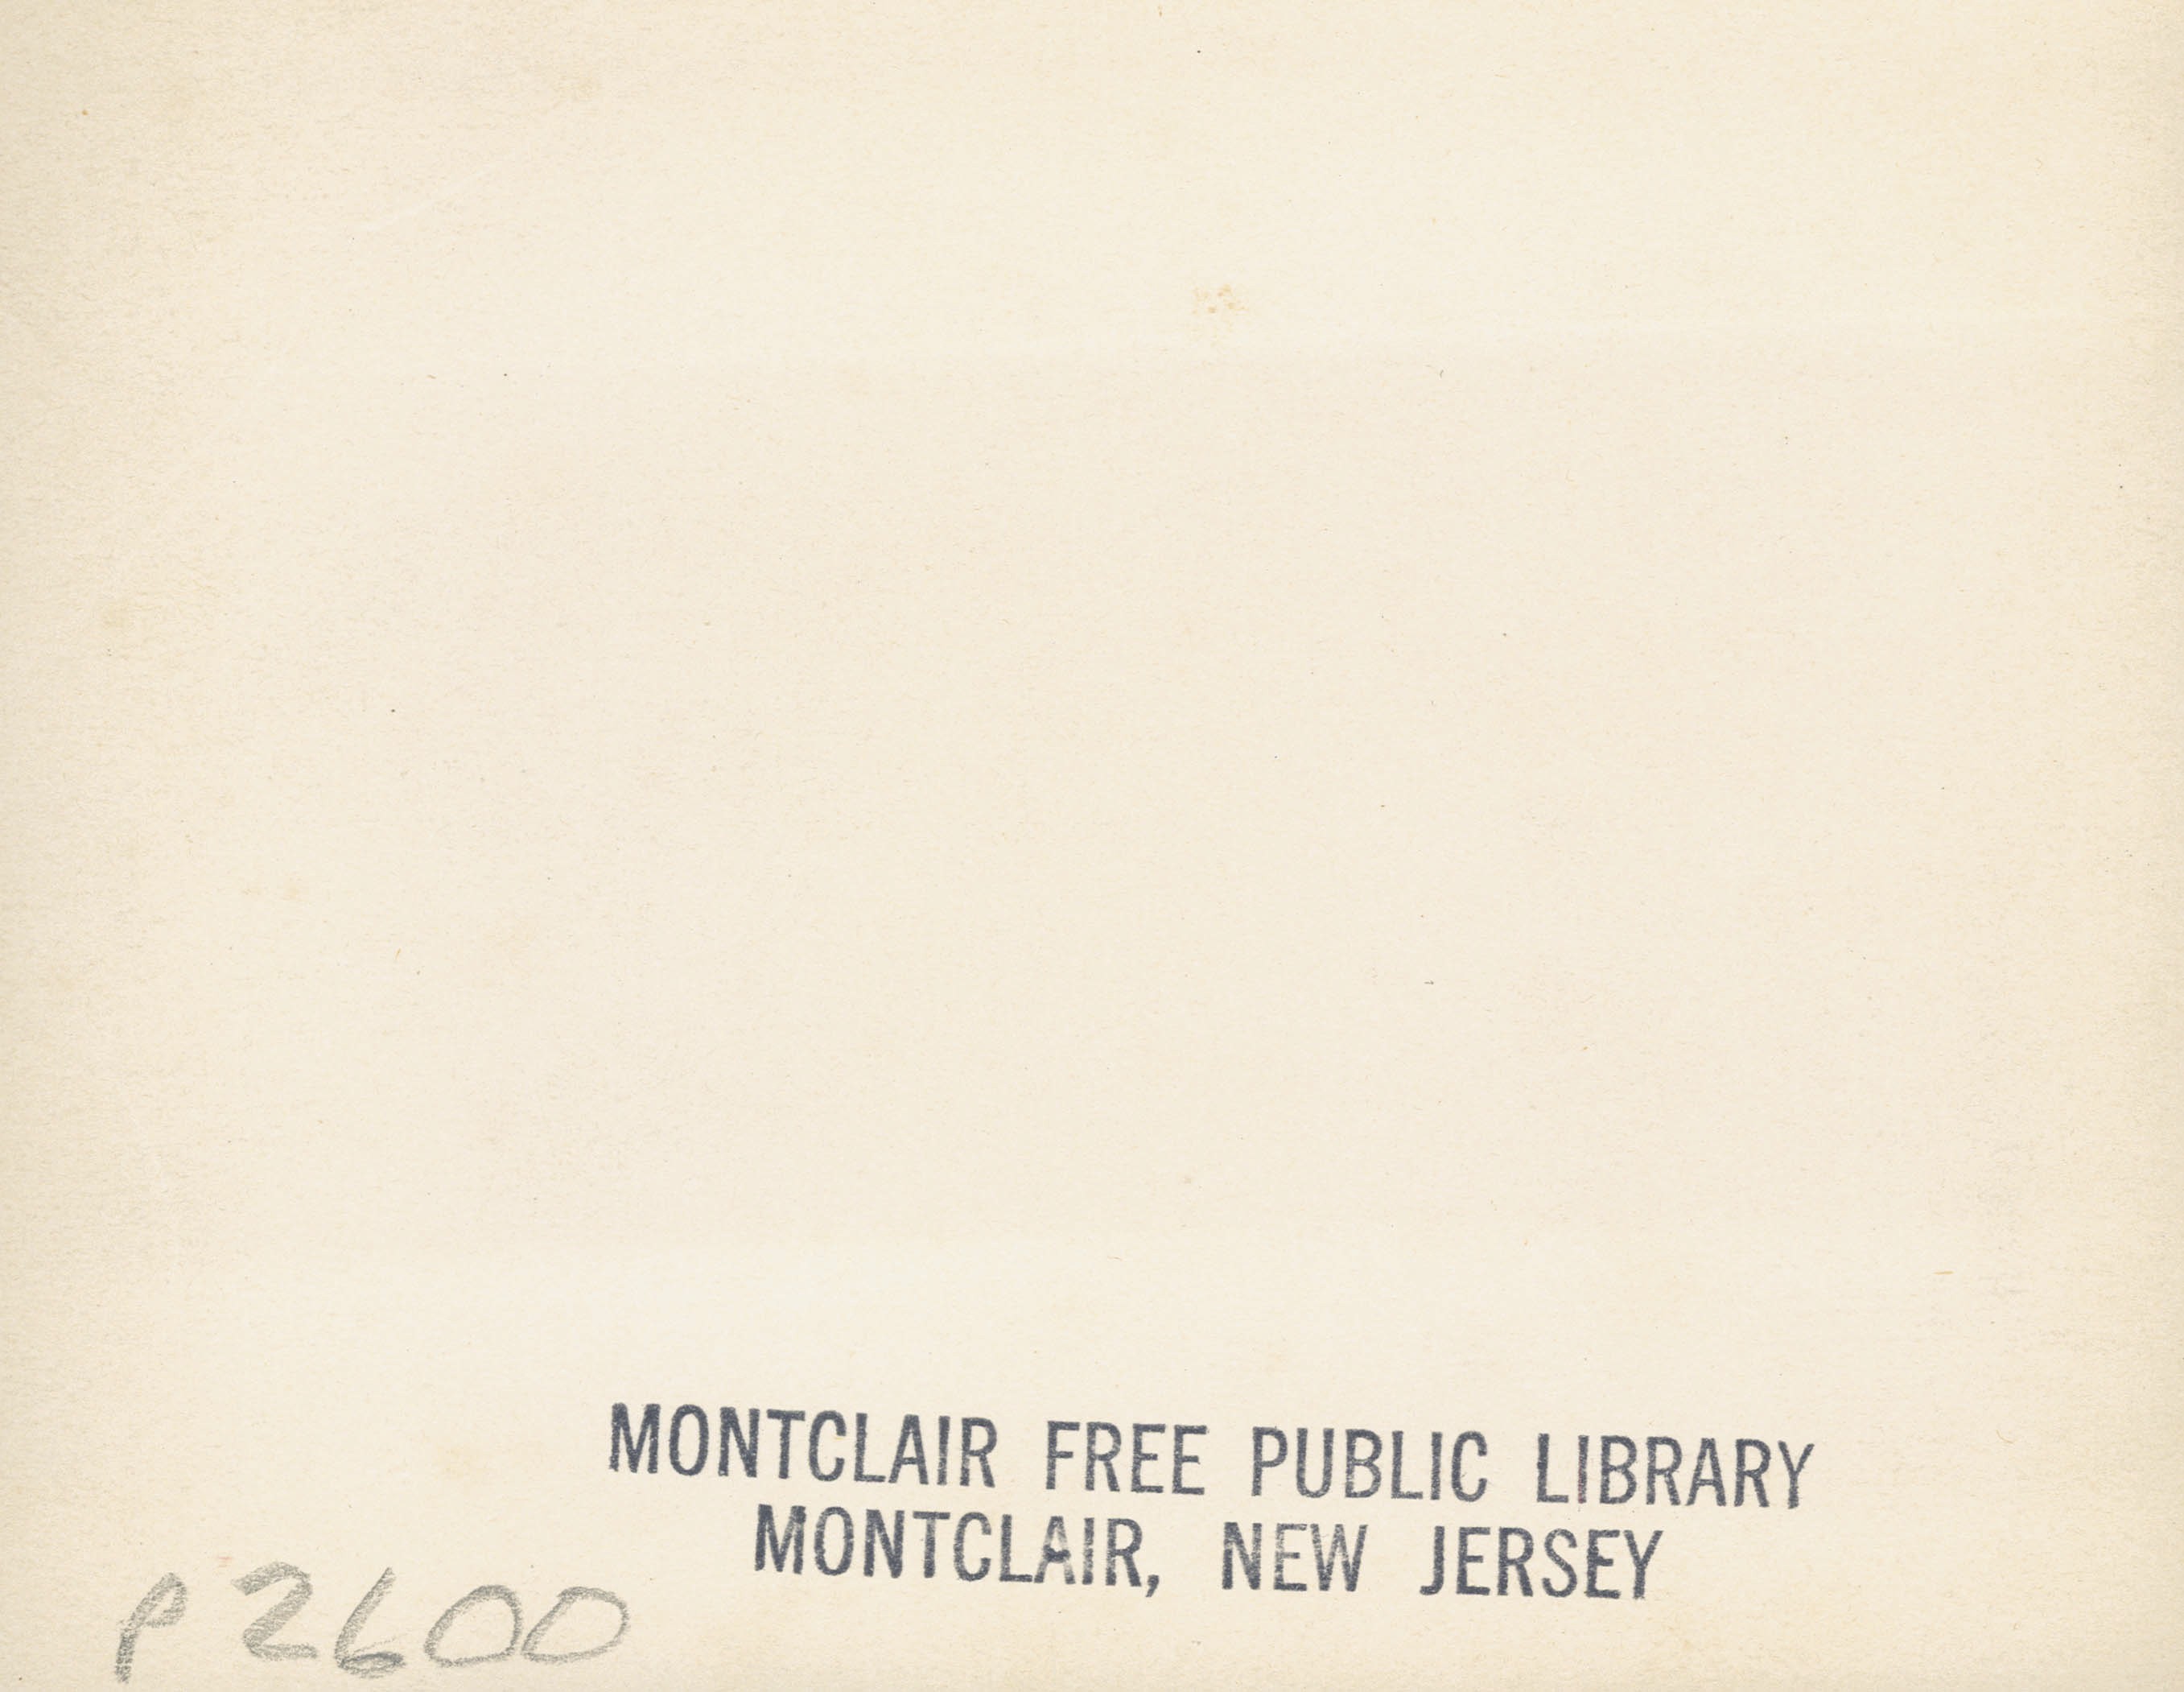 MONTCLAIR FREE PUBLIC LIBRARY
MONTCLAIR, NEW JERSEY
P2600